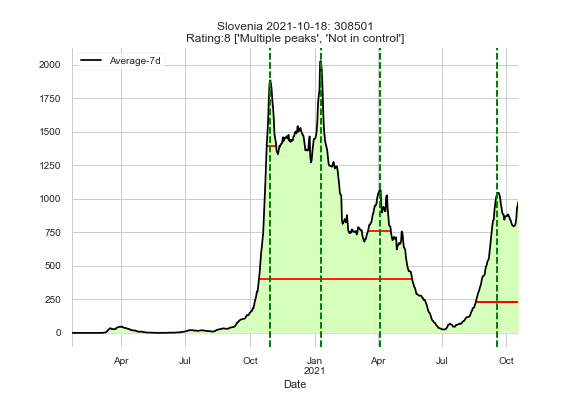 Slovenia 2021-10-18: 308501
Rating:8 ['Multiple peaks', 'Not in control']
Average-7d
2000
1750
1500
1250
1000
750
500
250
0
Apr Jul Oct Jan Apr Jul Oct
2021
Date